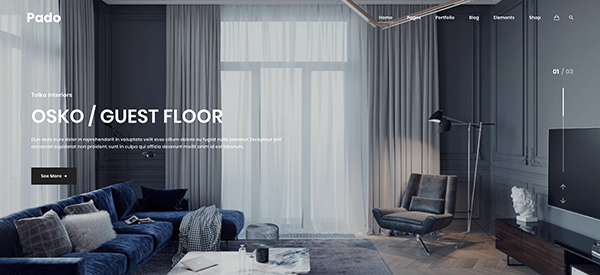 Pado
Home Pages Portfolio Blog Elements Shop
01 / 03
Tolka interiors
OSKO / GUEST FLOOR
Duis aute irure dolor in reprehenderit in voluptate velit esse cillum dolore eu fugiat nulla pariatur. Excepteur sint
occaecat cupidatat non proident, sunt in culpa qui officia deserunt mollit anim id est laborum.
See More